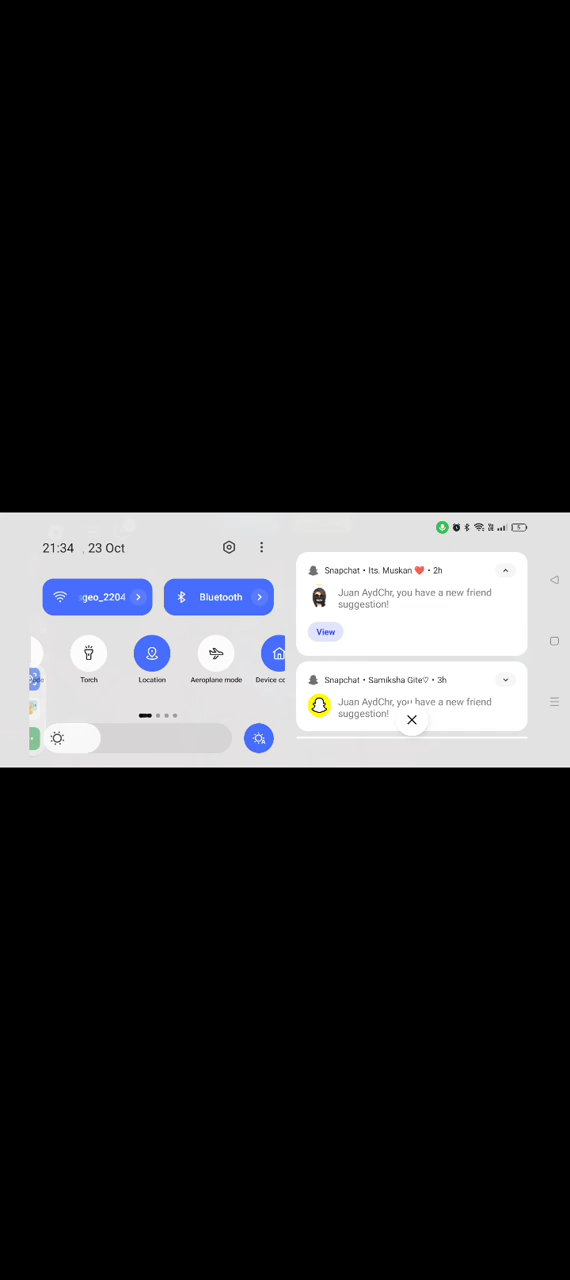 21:34 , 23 Oct
geo_2204
Bluetooth
Torch
Location
Aeroplane mode
Device co
Snapchat • Its. Muskan ❤️ • 2h
Juan AydChr, you have a new friend
suggestion!
View
Snapchat • Samiksha Gite♡ • 3h
Juan AydChr, you have a new friend
suggestion!